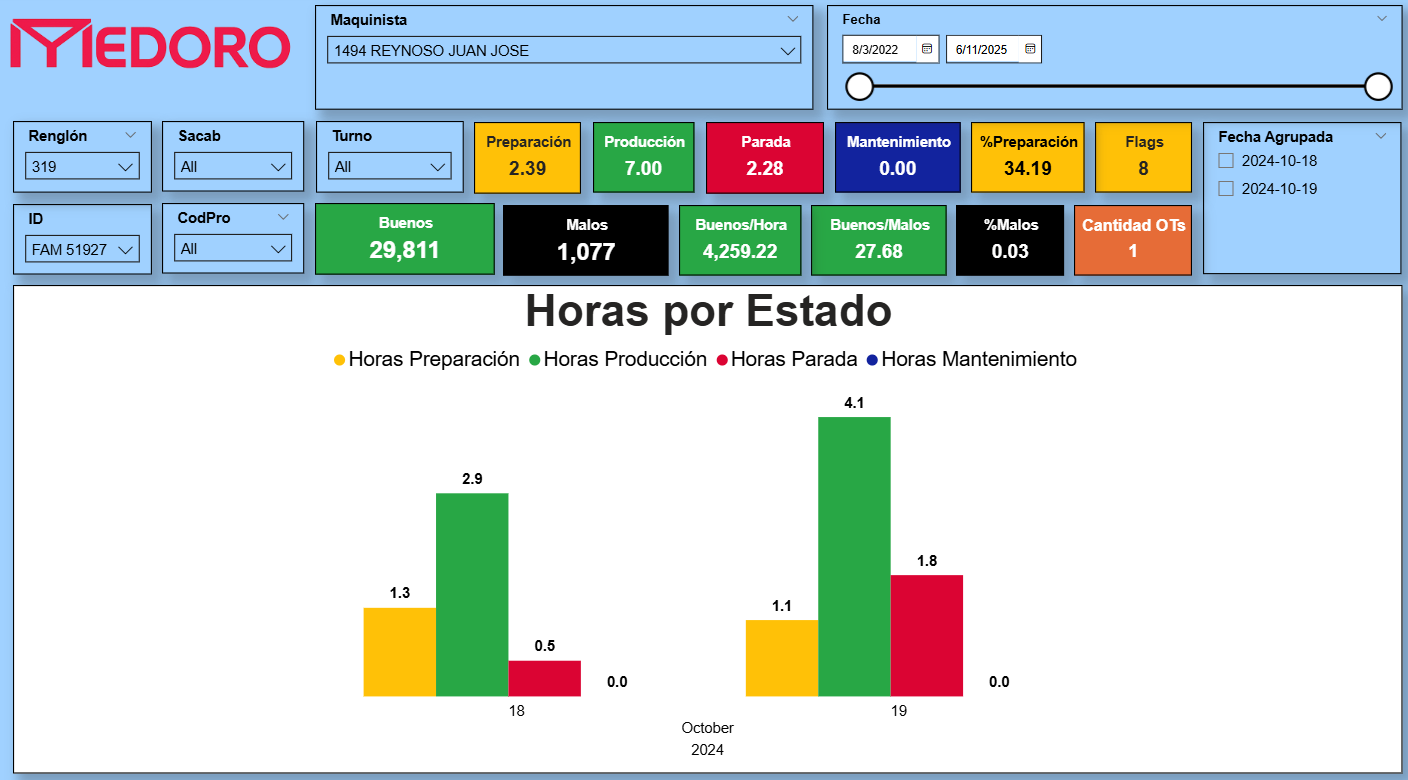 MEDORO
Maquinista
1494 REYNOSO JUAN JOSE
Fecha
8/3/2022
6/11/2025
Renglón
319
Sacab
All
Turno
All
Preparación
2.39
Producción
7.00
Parada
2.28
Mantenimiento
0.00
%Preparación
34.19
Flags
8
Fecha Agrupada
2024-10-18
2024-10-19
ID
FAM 51927
CodPro
All
Buenos
29,811
Malos
1,077
Buenos/Hora
4,259.22
Buenos/Malos
27.68
%Malos
0.03
Cantidad OTs
1
Horas por Estado
Horas Preparación Horas Producción Horas Parada Horas Mantenimiento
1.3
2.9
0.5
0.0
1.1
4.1
1.8
0.0
18
19
October
2024